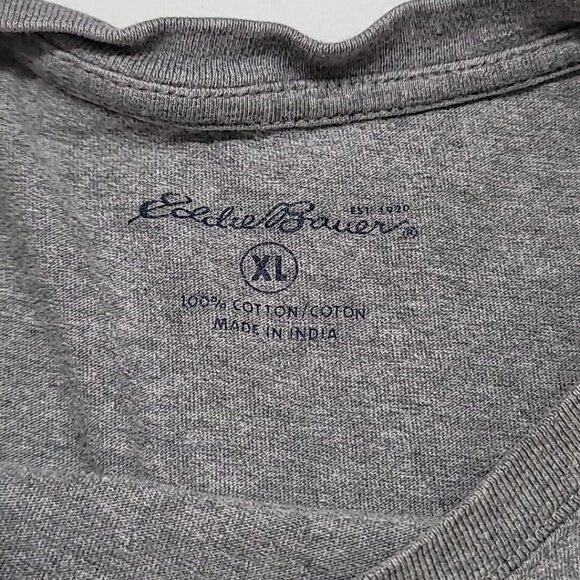 EST. 1920
Eddie Bauer®
XL
100% COTTON/COTON
MADE IN INDIA